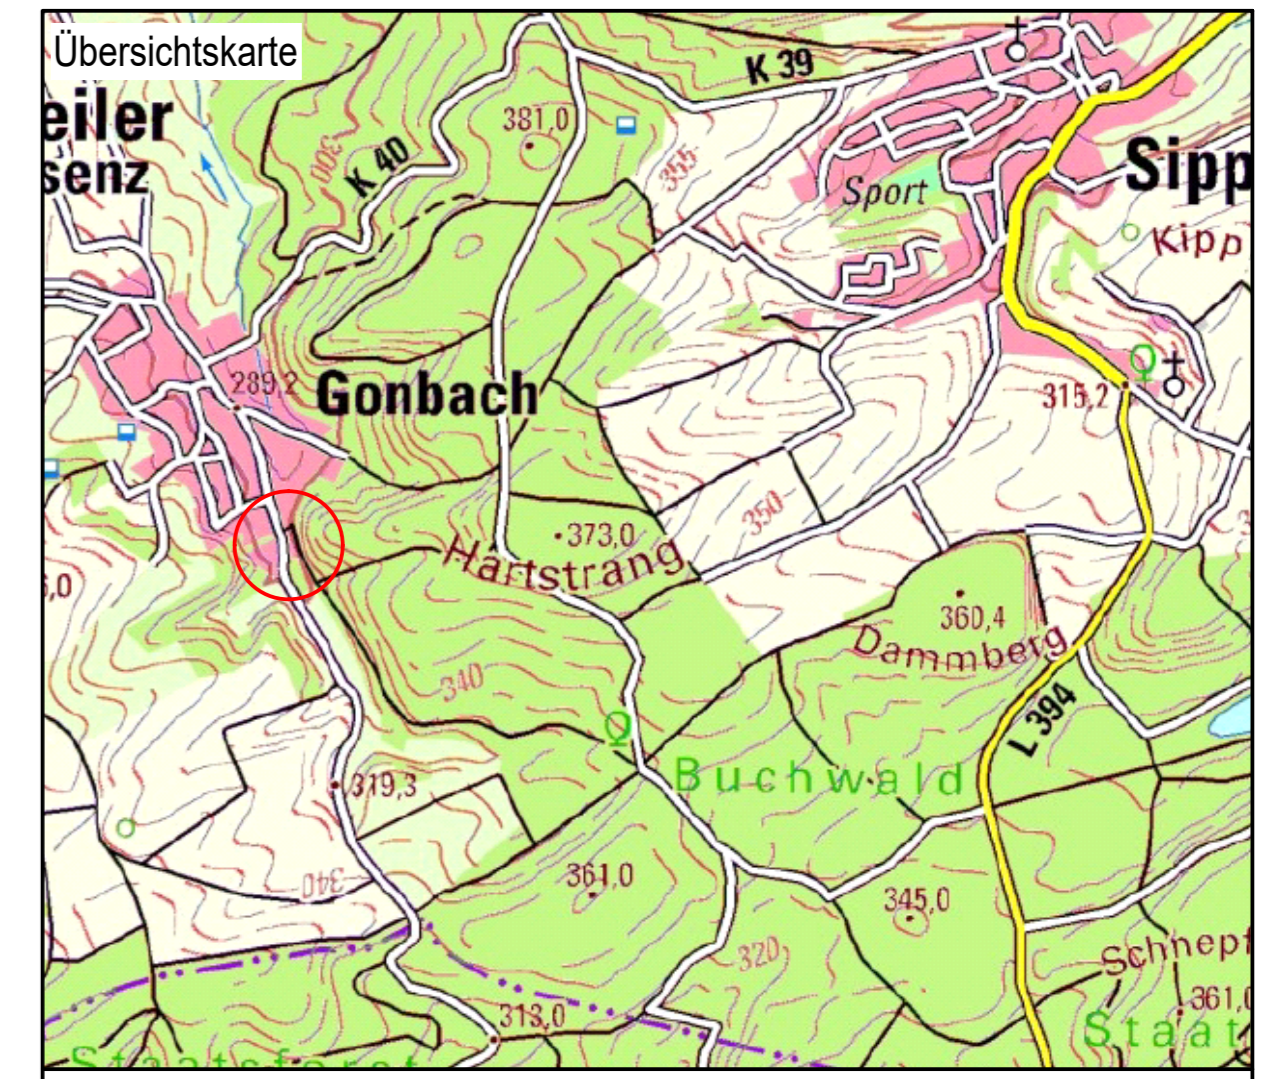 Übersichtskarte
K 39
eiler
senz
381,0
300
K 40
355
Sport
Sipp
Kipp
289,2
Gonbach
315,2
350
373,0
Hartstrang
360,4
Dammberg
340
L 394
Buchwald
319,3
340
361,0
345,0
320
Schnepf
361,0
313,0
Staat
Staatsforst